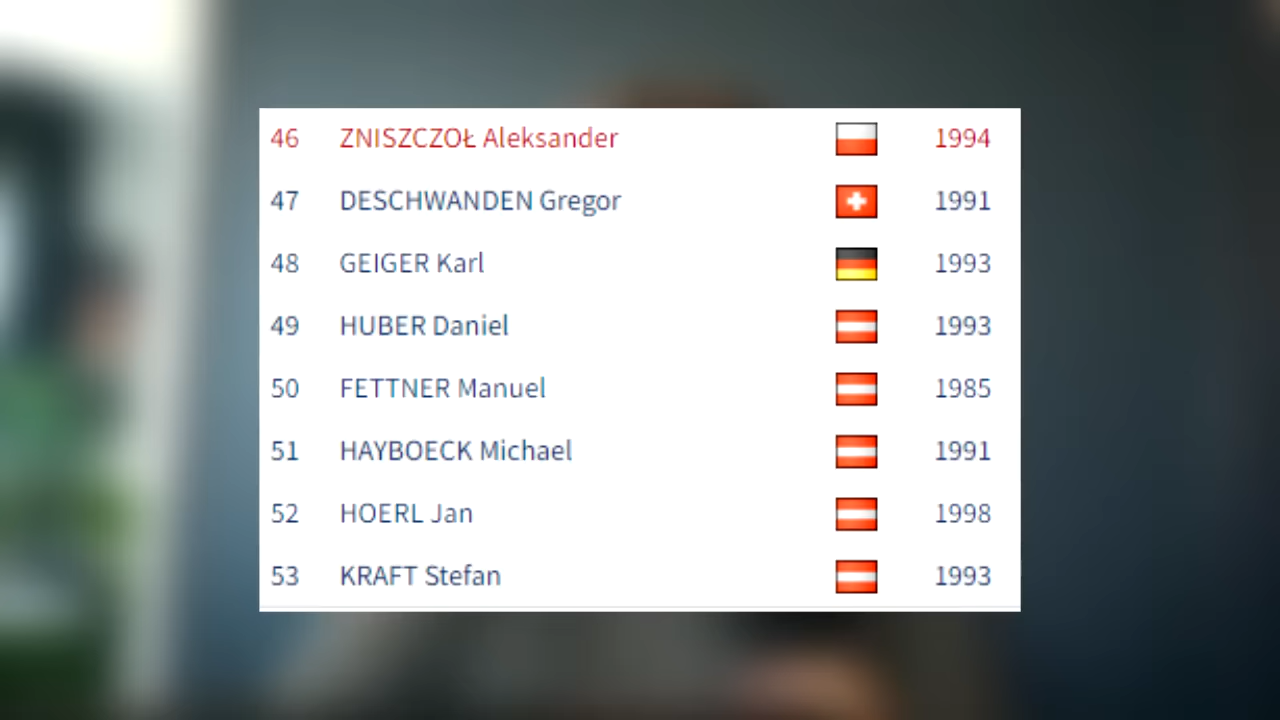 46 ZNISZCZOŁ Aleksander 1994
47 DESCHWANDEN Gregor 1991
48 GEIGER Karl 1993
49 HUBER Daniel 1993
50 FETTNER Manuel 1985
51 HAYBOECK Michael 1991
52 HOERL Jan 1998
53 KRAFT Stefan 1993